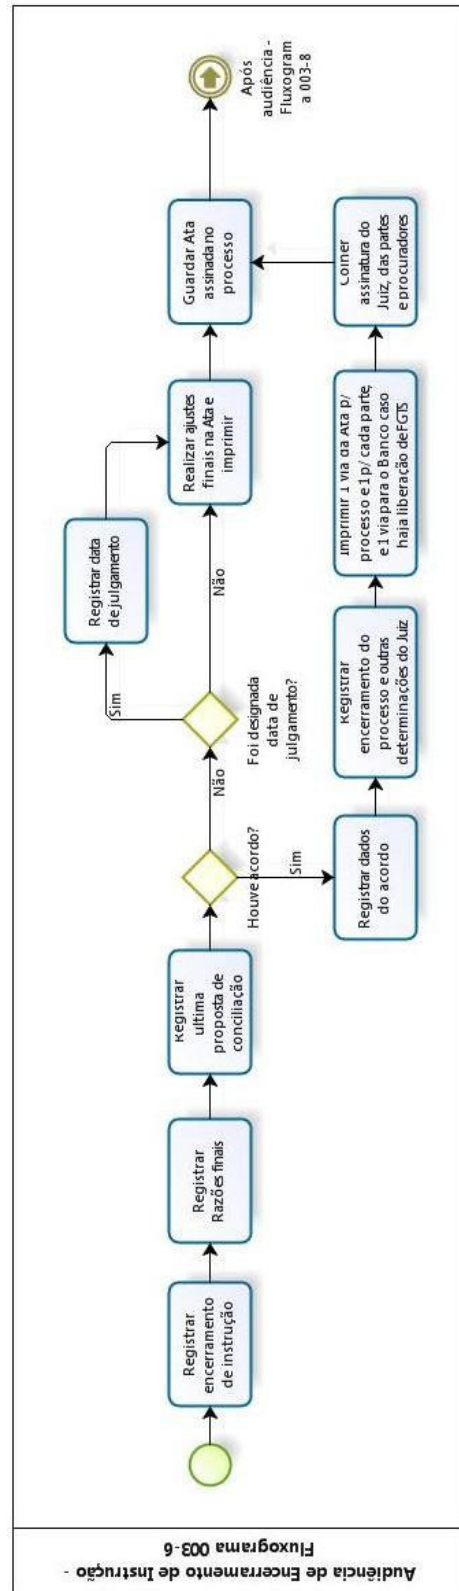 Audiência de Encerramento de Instrução -
Fluxograma 003-6
Registrar
encerramento
de instrução
Registrar
Razões finais
Registrar
ultima
proposta de
conciliação
Houve acordo?
Não
Sim
Foi designada
data de
julgamento?
Sim
Não
Registrar data
de julgamento
Realizar ajustes
finais na Ata e
imprimir
Guardar Ata
assinada no
processo
Após
audiência -
Fluxogram
a 003-8
Registrar dados
do acordo
Registrar
encerramento do
processo e outras
determinações do Juiz
Imprimir 1 via da Ata p/
processo e 1 p/ cada parte,
e 1 via para o Banco caso
haja liberação de FGTS
Colher
assinatura do
Juiz, das partes
e procuradores